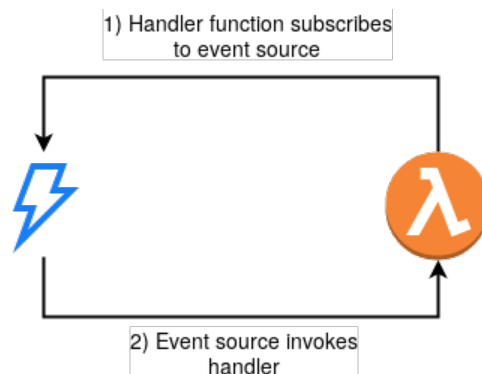 1) Handler function subscribes
to event source
2) Event source invokes
handler